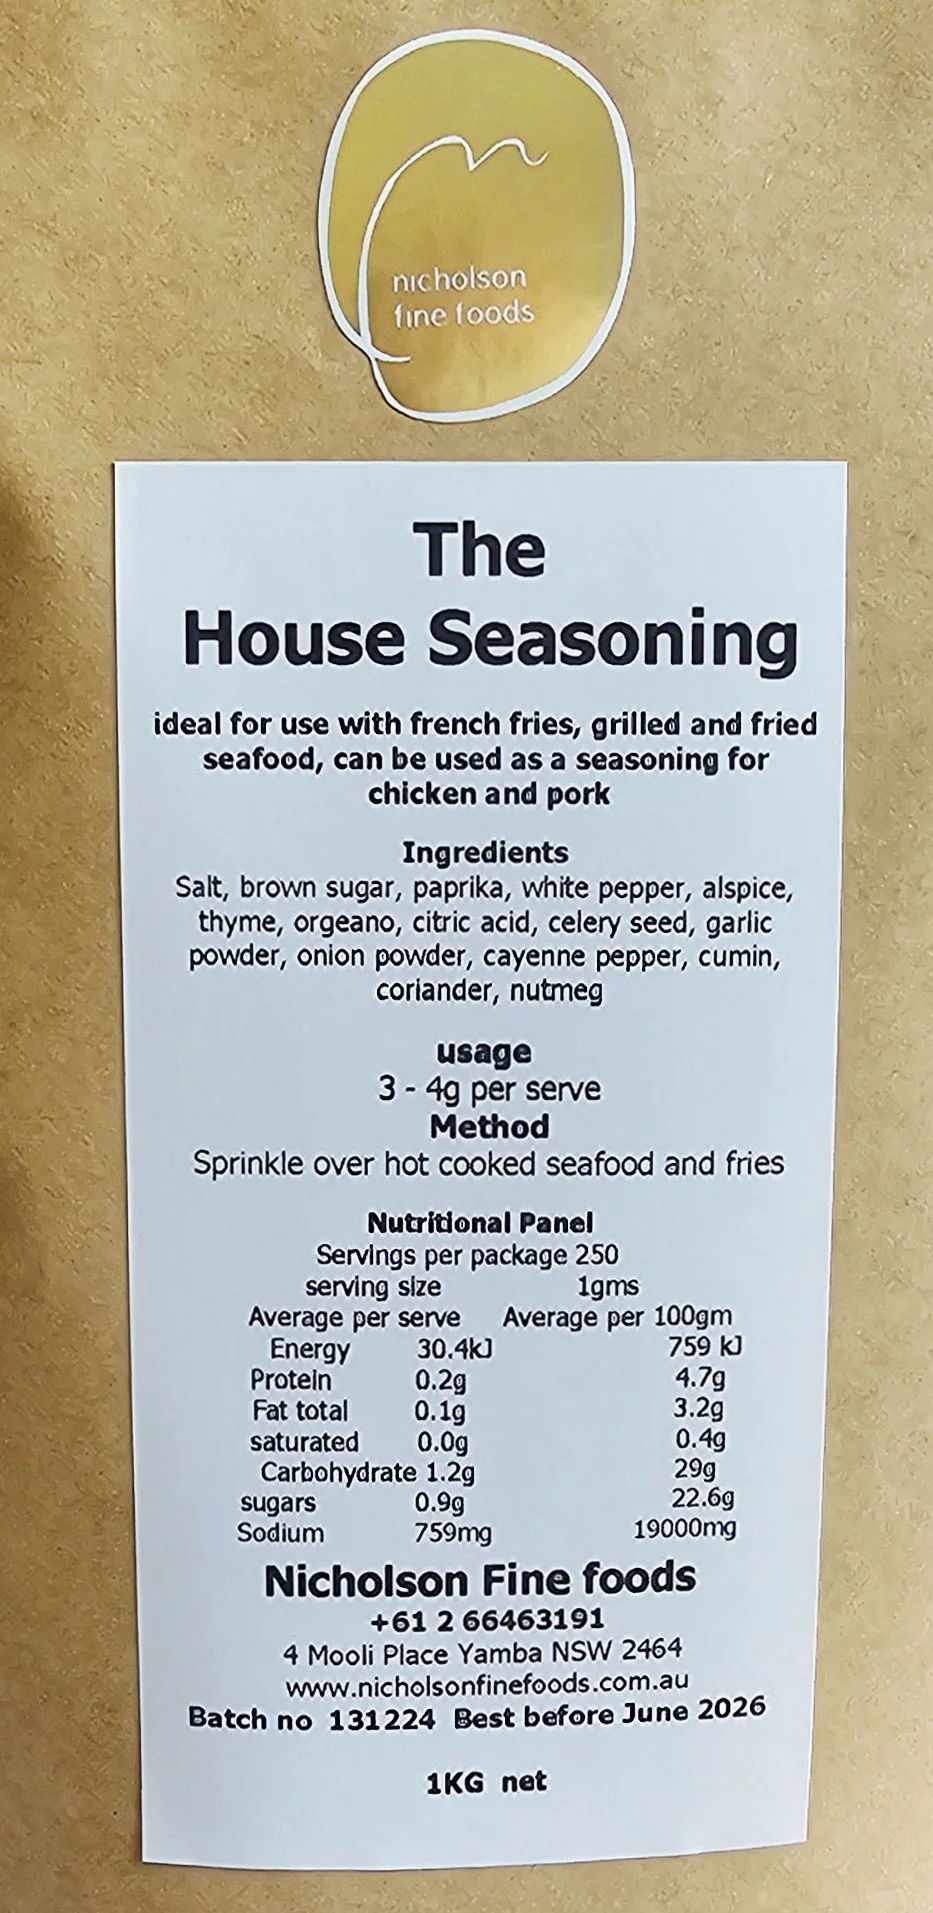 nicholson
fine foods
The
House Seasoning
ideal for use with french fries, grilled and fried
seafood, can be used as a seasoning for
chicken and pork
Ingredients
Salt, brown sugar, paprika, white pepper, alspice,
thyme, orgeano, citric acid, celery seed, garlic
powder, onion powder, cayenne pepper, cumin,
coriander, nutmeg
usage
3 - 4g per serve
Method
Sprinkle over hot cooked seafood and fries
Nutritional Panel
Servings per package 250
serving size 1gms
Average per serve Average per 100gm
Energy 30.4kJ 759 kJ
Protein 0.2g 4.7g
Fat total 0.1g 3.2g
saturated 0.0g 0.4g
Carbohydrate 1.2g 29g
sugars 0.9g 22.6g
Sodium 759mg 19000mg
Nicholson Fine foods
+61 2 66463191
4 Mooli Place Yamba NSW 2464
www.nicholsonfinefoods.com.au
Batch no 131224 Best before June 2026
1KG net